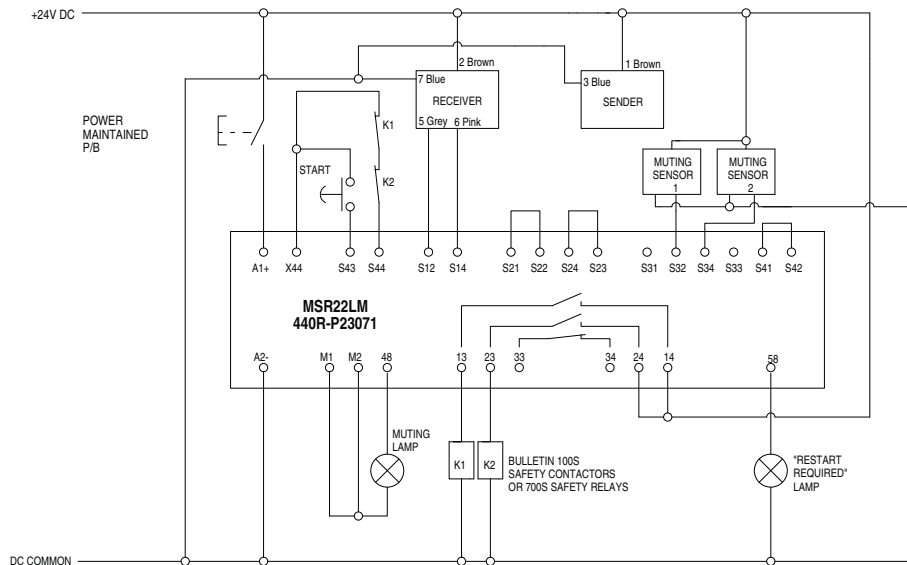 +24V DC
2 Brown
1 Brown
7 Blue
3 Blue
RECEIVER
SENDER
5 Grey 6 Pink
POWER
MAINTAINED
P/B
K1
START
K2
MUTING
SENSOR
1
MUTING
SENSOR
2
A1+ X44 S43 S44 S12 S14 S21 S22 S24 S23 S31 S32 S34 S33 S41 S42
MSR22LM
440R-P23071
A2- M1 M2 48 13 23 33 34 24 14 58
MUTING
LAMP
K1 K2
BULLETIN 100S
SAFETY CONTACTORS
OR 700S SAFETY RELAYS
"RESTART
REQUIRED"
LAMP
DC COMMON